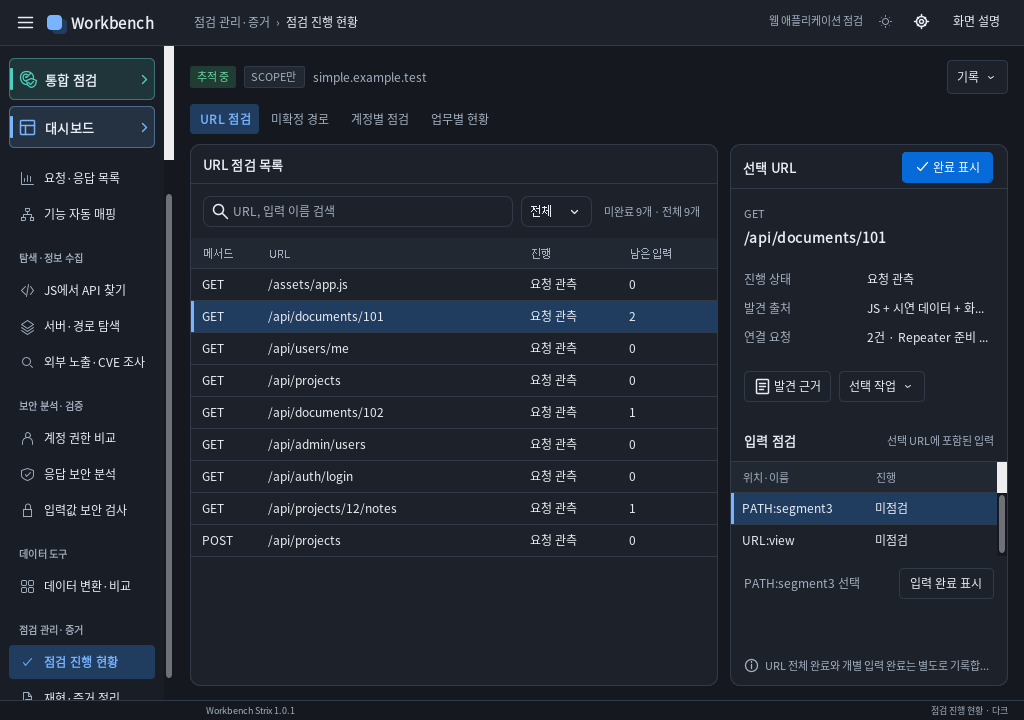 Workbench
점검 관리·증거 › 점검 진행 현황
웹 애플리케이션 점검
화면 설명
통합 점검
대시보드
요청·응답 목록
기능 자동 매핑
탐색·정보 수집
JS에서 API 찾기
서버·경로 탐색
외부 노출·CVE 조사
보안 분석·검증
계정 권한 비교
응답 보안 분석
입력값 보안 검사
데이터 도구
데이터 변환·비교
점검 관리·증거
점검 진행 현황
재현·증거 정리
추적 중 SCOPE만 simple.example.test
기록
URL 점검 미확정 경로 계정별 점검 업무별 현황
URL 점검 목록
URL, 입력 이름 검색 전체 미완료 9개 · 전체 9개
메서드 URL 진행 남은 입력
GET /assets/app.js 요청 관측 0
GET /api/documents/101 요청 관측 2
GET /api/users/me 요청 관측 0
GET /api/projects 요청 관측 0
GET /api/documents/102 요청 관측 1
GET /api/admin/users 요청 관측 0
GET /api/auth/login 요청 관측 0
GET /api/projects/12/notes 요청 관측 1
POST /api/projects 요청 관측 0
선택 URL 완료 표시
GET
/api/documents/101
진행 상태 요청 관측
발견 출처 JS + 시연 데이터 + 화...
연결 요청 2건 · Repeater 준비 ...
발견 근거 선택 작업
입력 점검 선택 URL에 포함된 입력
위치·이름 진행
PATH:segment3 미점검
URL:view 미점검
PATH:segment3 선택 입력 완료 표시
URL 전체 완료와 개별 입력 완료는 별도로 기록합...
Workbench Strix 1.0.1
점검 진행 현황 · 다크